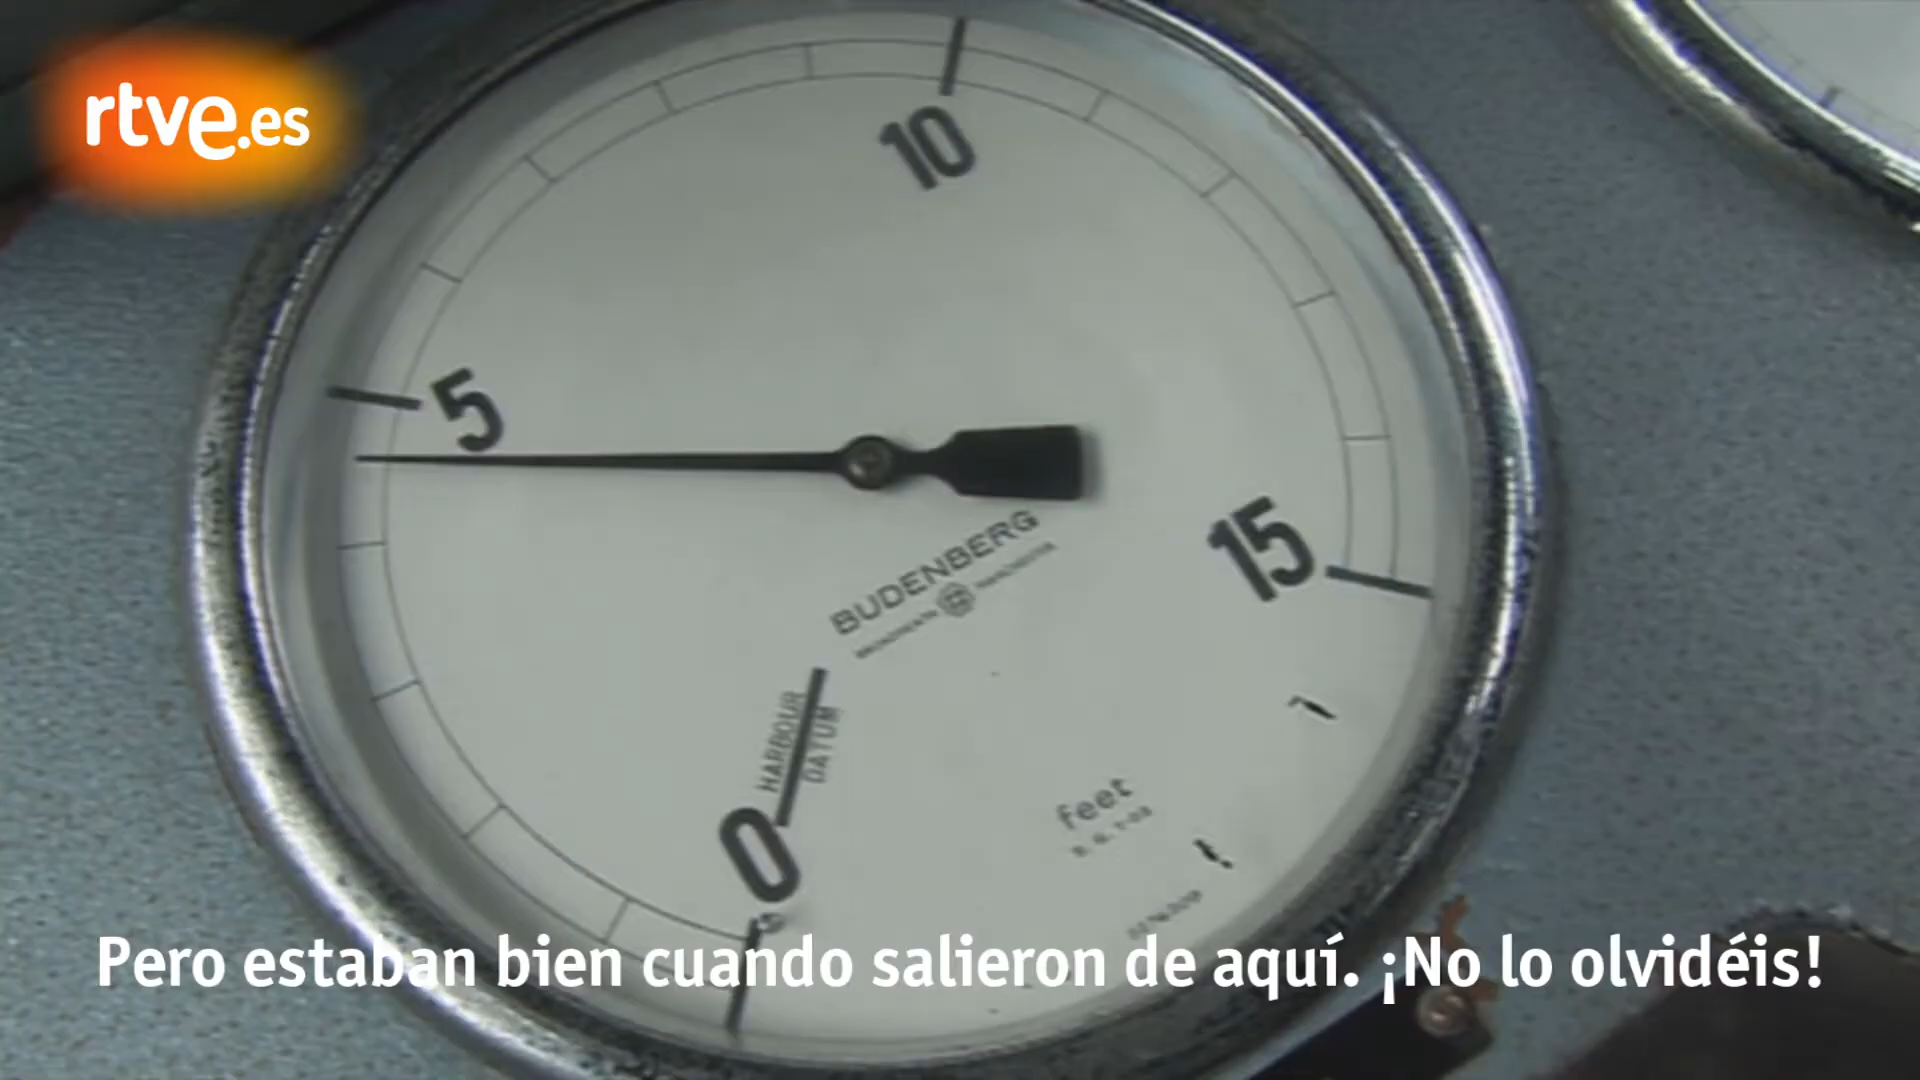 rtve.es
10
5
15
BUDENBERG
HARBOUR
DATUM
0
feet
Pero estaban bien cuando salieron de aquí. ¡No lo olvidéis!